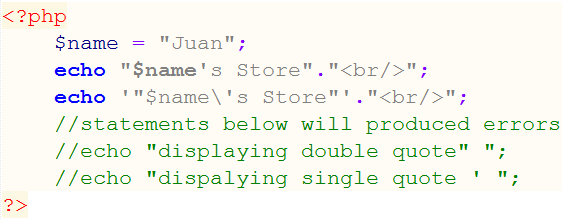 <?php
$name = "Juan";
echo "$name's Store"."<br/>";
echo '"$name\'s Store"'."<br/>";
//statements below will produced errors
//echo "displaying double quote" ";
//echo "dispalying single quote ' ";
?>